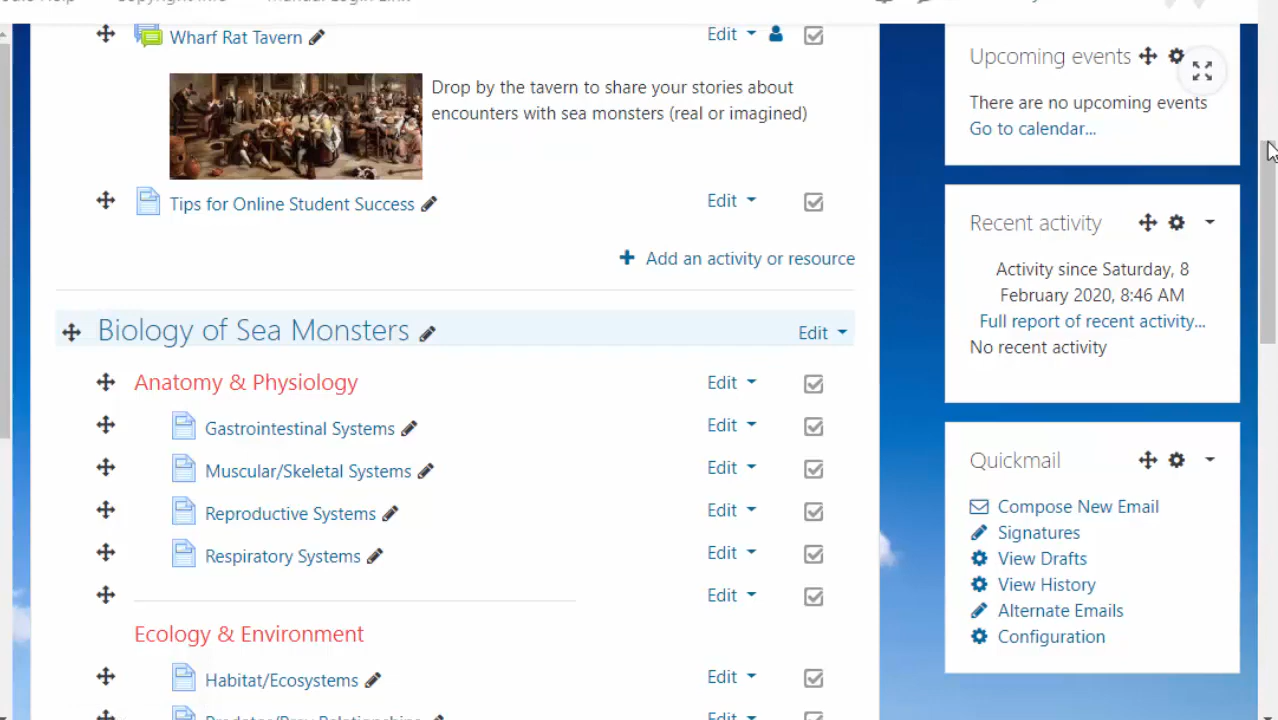 Wharf Rat Tavern
Edit
Drop by the tavern to share your stories about
encounters with sea monsters (real or imagined)
Tips for Online Student Success
Edit
Add an activity or resource
Biology of Sea Monsters
Edit
Anatomy & Physiology
Edit
Gastrointestinal Systems
Edit
Muscular/Skeletal Systems
Edit
Reproductive Systems
Edit
Respiratory Systems
Edit
Edit
Ecology & Environment
Habitat/Ecosystems
Edit
Upcoming events
There are no upcoming events
Go to calendar...
Recent activity
Activity since Saturday, 8
February 2020, 8:46 AM
Full report of recent activity...
No recent activity
Quickmail
Compose New Email
Signatures
View Drafts
View History
Alternate Emails
Configuration